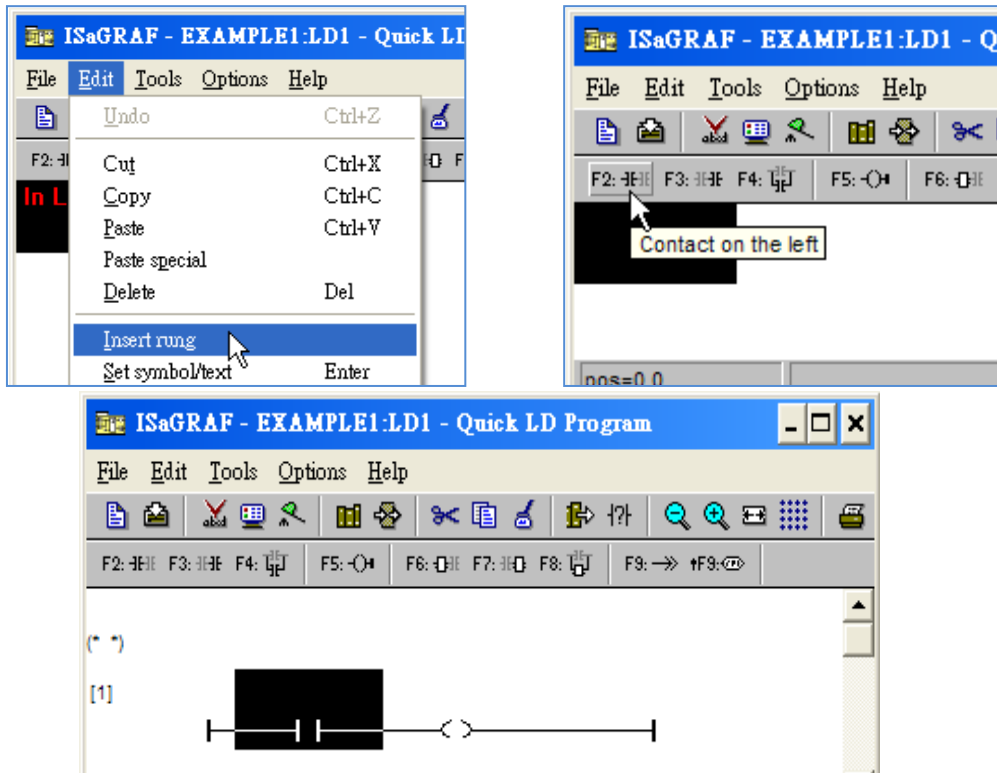 ISaGRAF - EXAMPLE1:LD1 - Quick LD
File Edit Tools Options Help
Undo Ctrl+Z
F2:
Cut Ctrl+X
F
In L
Copy Ctrl+C
Paste Ctrl+V
Paste special
Delete Del
Insert rung
Set symbol/text Enter
ISaGRAF - EXAMPLE1:LD1 - Q
File Edit Tools Options Help
F2: F3: F4: F5: F6:
Contact on the left
pos=0,0
ISaGRAF - EXAMPLE1:LD1 - Quick LD Program
File Edit Tools Options Help
F2: F3: F4: F5: F6: F7: F8: F9: F9:
(* *)
[1]